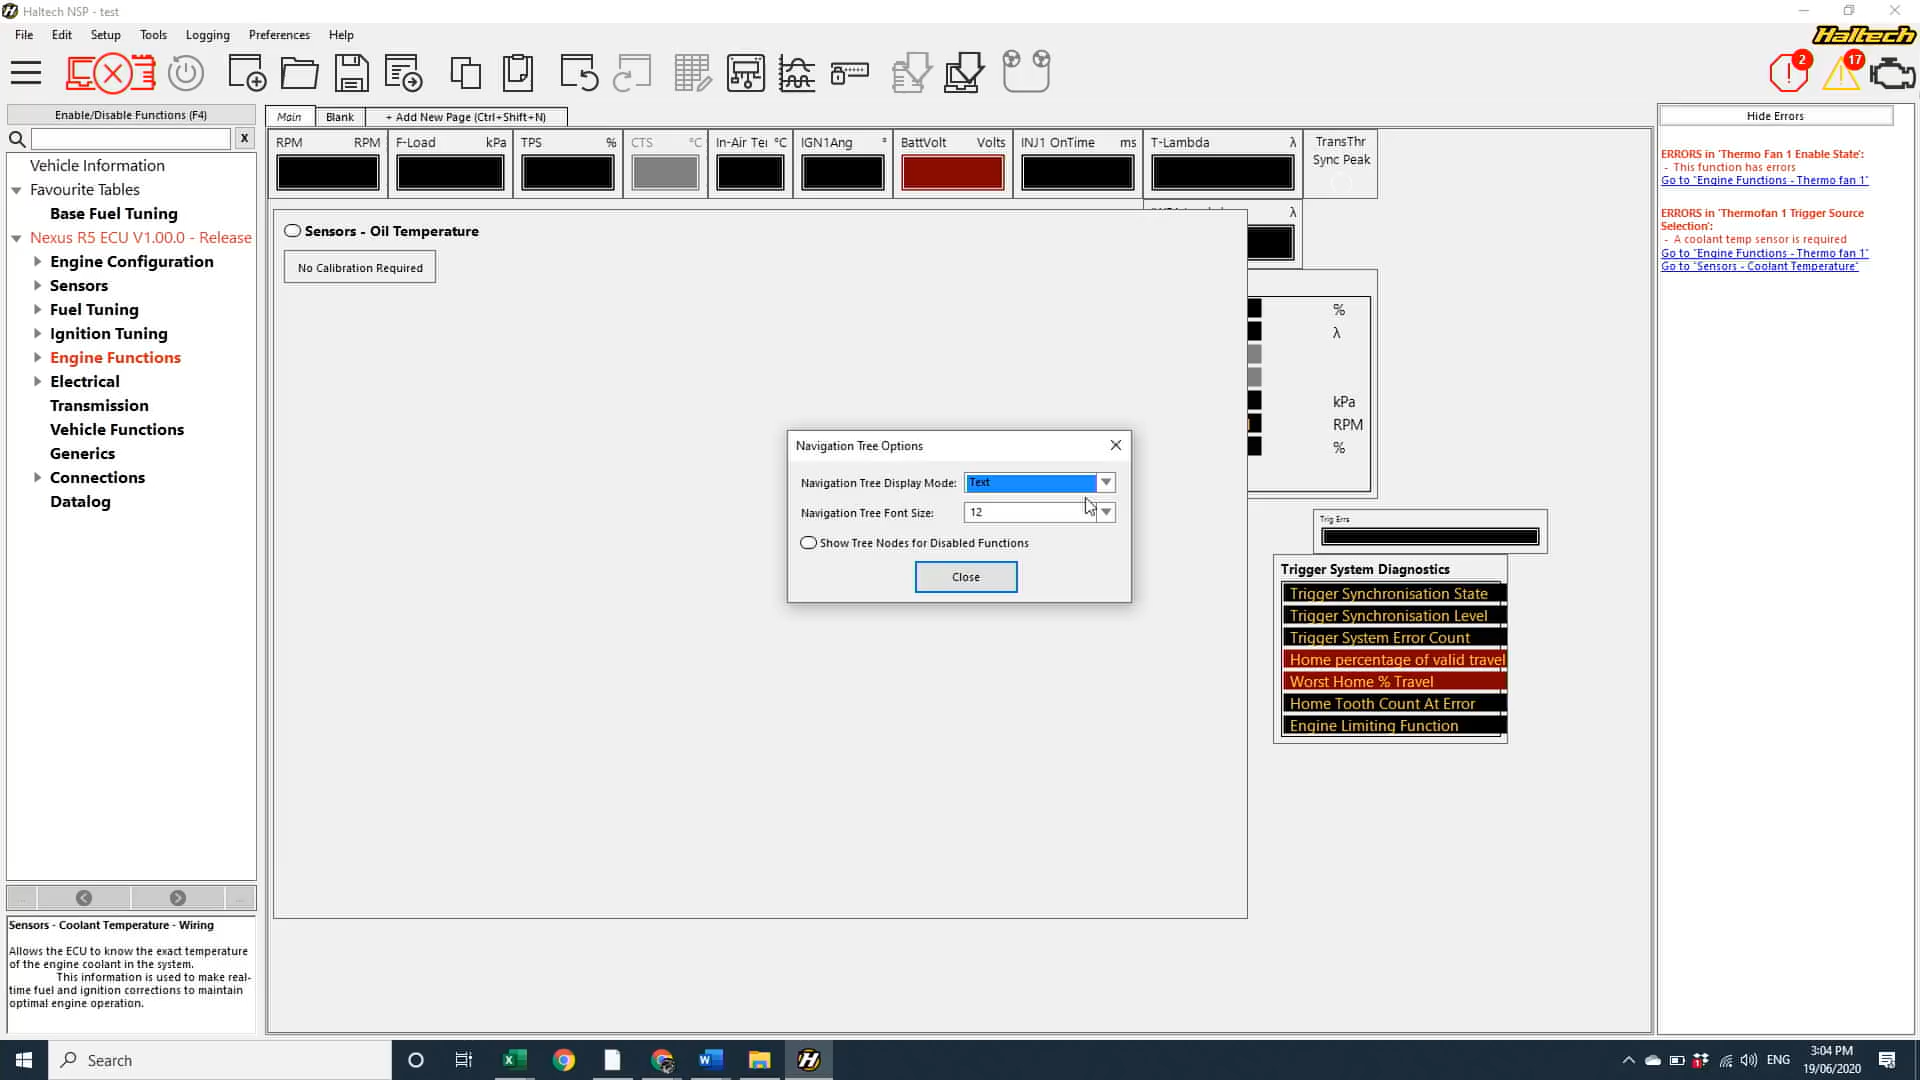 Haltech NSP - test
File Edit Setup Tools Logging Preferences Help
Haltech
2 17
Enable/Disable Functions (F4)
Main Blank + Add New Page (Ctrl+Shift+N)
Hide Errors
X
RPM RPM F-Load kPa TPS % CTS °C In-Air Ter °C IGN1Ang ° BattVolt Volts INJ1 OnTime ms T-Lambda λ TransThr
Sync Peak
λ
Vehicle Information
Favourite Tables
Base Fuel Tuning
Nexus R5 ECU V1.00.0 - Release
Engine Configuration
Sensors
Fuel Tuning
Ignition Tuning
Engine Functions
Electrical
Transmission
Vehicle Functions
Generics
Connections
Datalog
Sensors - Oil Temperature
No Calibration Required
ERRORS in 'Thermo Fan 1 Enable State':
- This function has errors
Go to "Engine Functions - Thermo fan 1"
ERRORS in 'Thermofan 1 Trigger Source
Selection':
- A coolant temp sensor is required
Go to "Engine Functions - Thermo fan 1"
Go to "Sensors - Coolant Temperature"
%
λ
kPa
RPM
%
Navigation Tree Options
Navigation Tree Display Mode: Text
Navigation Tree Font Size: 12
Show Tree Nodes for Disabled Functions
Close
Trig Errs
Trigger System Diagnostics
Trigger Synchronisation State
Trigger Synchronisation Level
Trigger System Error Count
Home percentage of valid travel
Worst Home % Travel
Home Tooth Count At Error
Engine Limiting Function
... ...
Sensors - Coolant Temperature - Wiring
Allows the ECU to know the exact temperature
of the engine coolant in the system.
This information is used to make real-
time fuel and ignition corrections to maintain
optimal engine operation.
Search
ENG
3:04 PM
19/06/2020